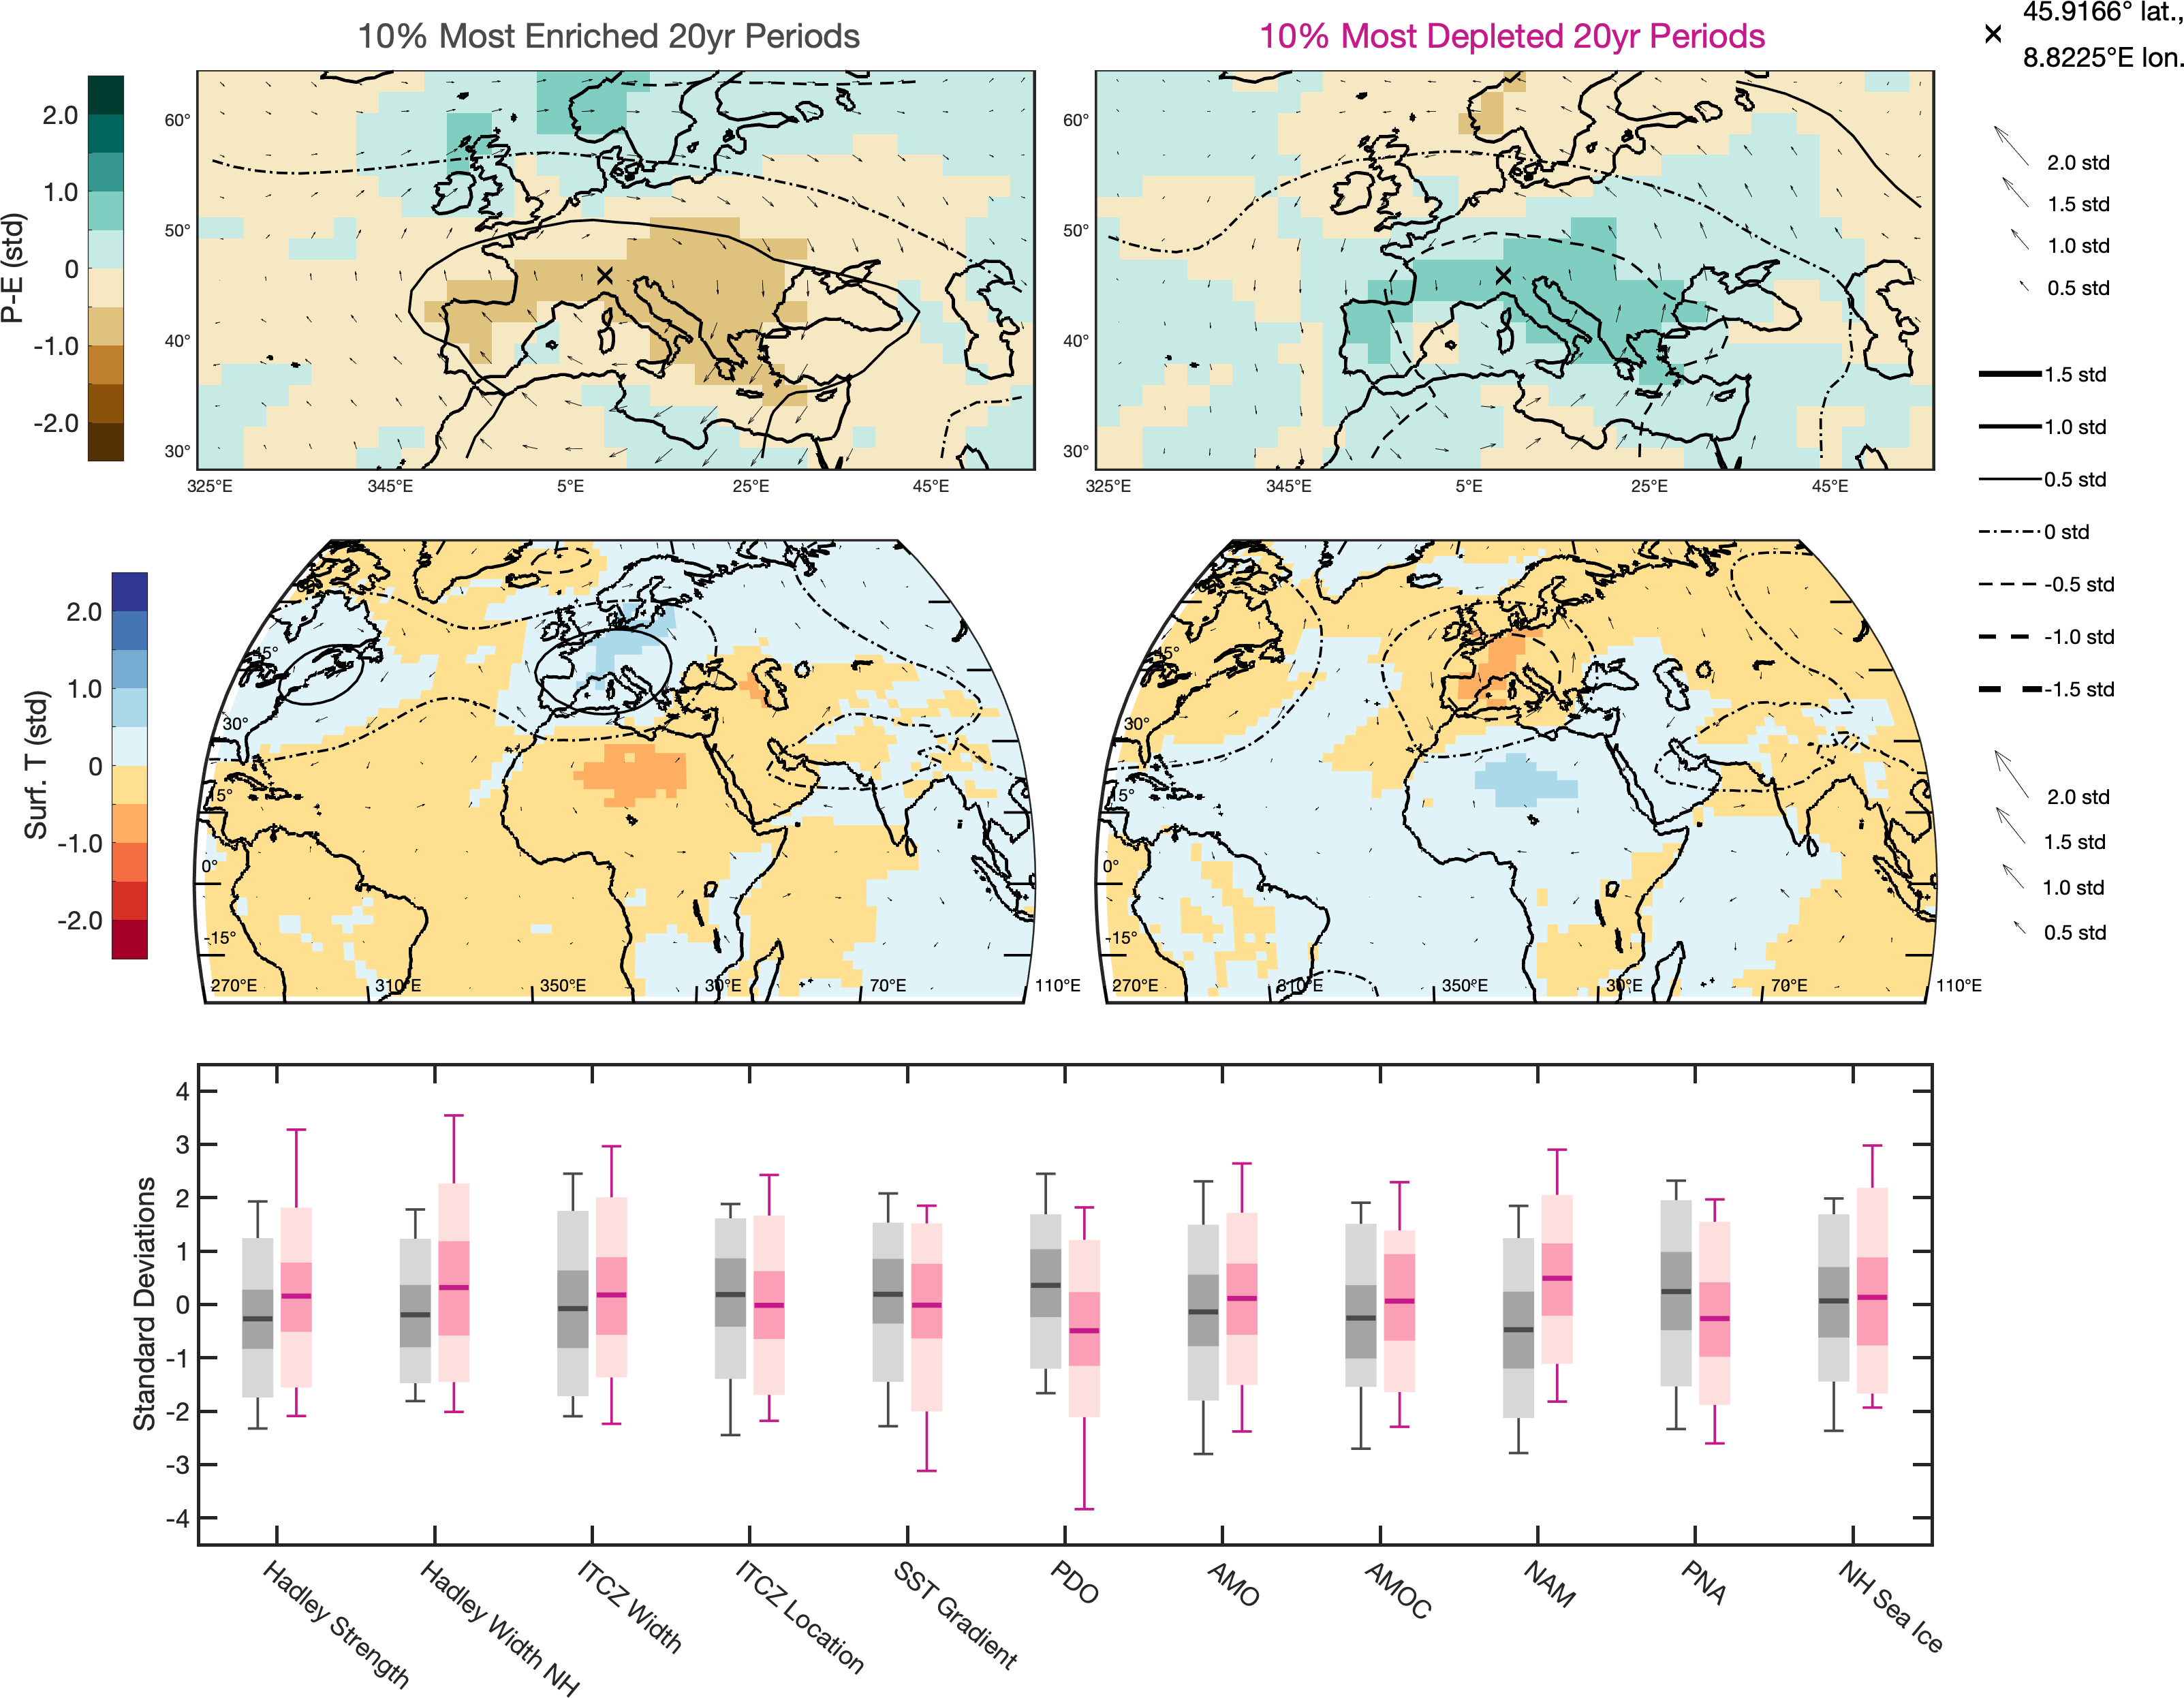 10% Most Enriched 20yr Periods
10% Most Depleted 20yr Periods
45.9166° lat.,
8.8225°E lon.
P-E (std)
2.0
1.0
0
-1.0
-2.0
60°
50°
40°
30°
325°E 345°E 5°E 25°E 45°E
60°
50°
40°
30°
325°E 345°E 5°E 25°E 45°E
2.0 std
1.5 std
1.0 std
0.5 std
1.5 std
1.0 std
0.5 std
0 std
-0.5 std
-1.0 std
-1.5 std
Surf. T (std)
2.0
1.0
0
-1.0
-2.0
45°
30°
15°
0°
-15°
270°E 310°E 350°E 30°E 70°E 110°E
45°
30°
15°
0°
-15°
270°E 310°E 350°E 30°E 70°E 110°E
2.0 std
1.5 std
1.0 std
0.5 std
Standard Deviations
4
3
2
1
0
-1
-2
-3
-4
Hadley Strength
Hadley Width NH
ITCZ Width
ITCZ Location
SST Gradient
PDO
AMO
AMOC
NAM
PNA
NH Sea Ice